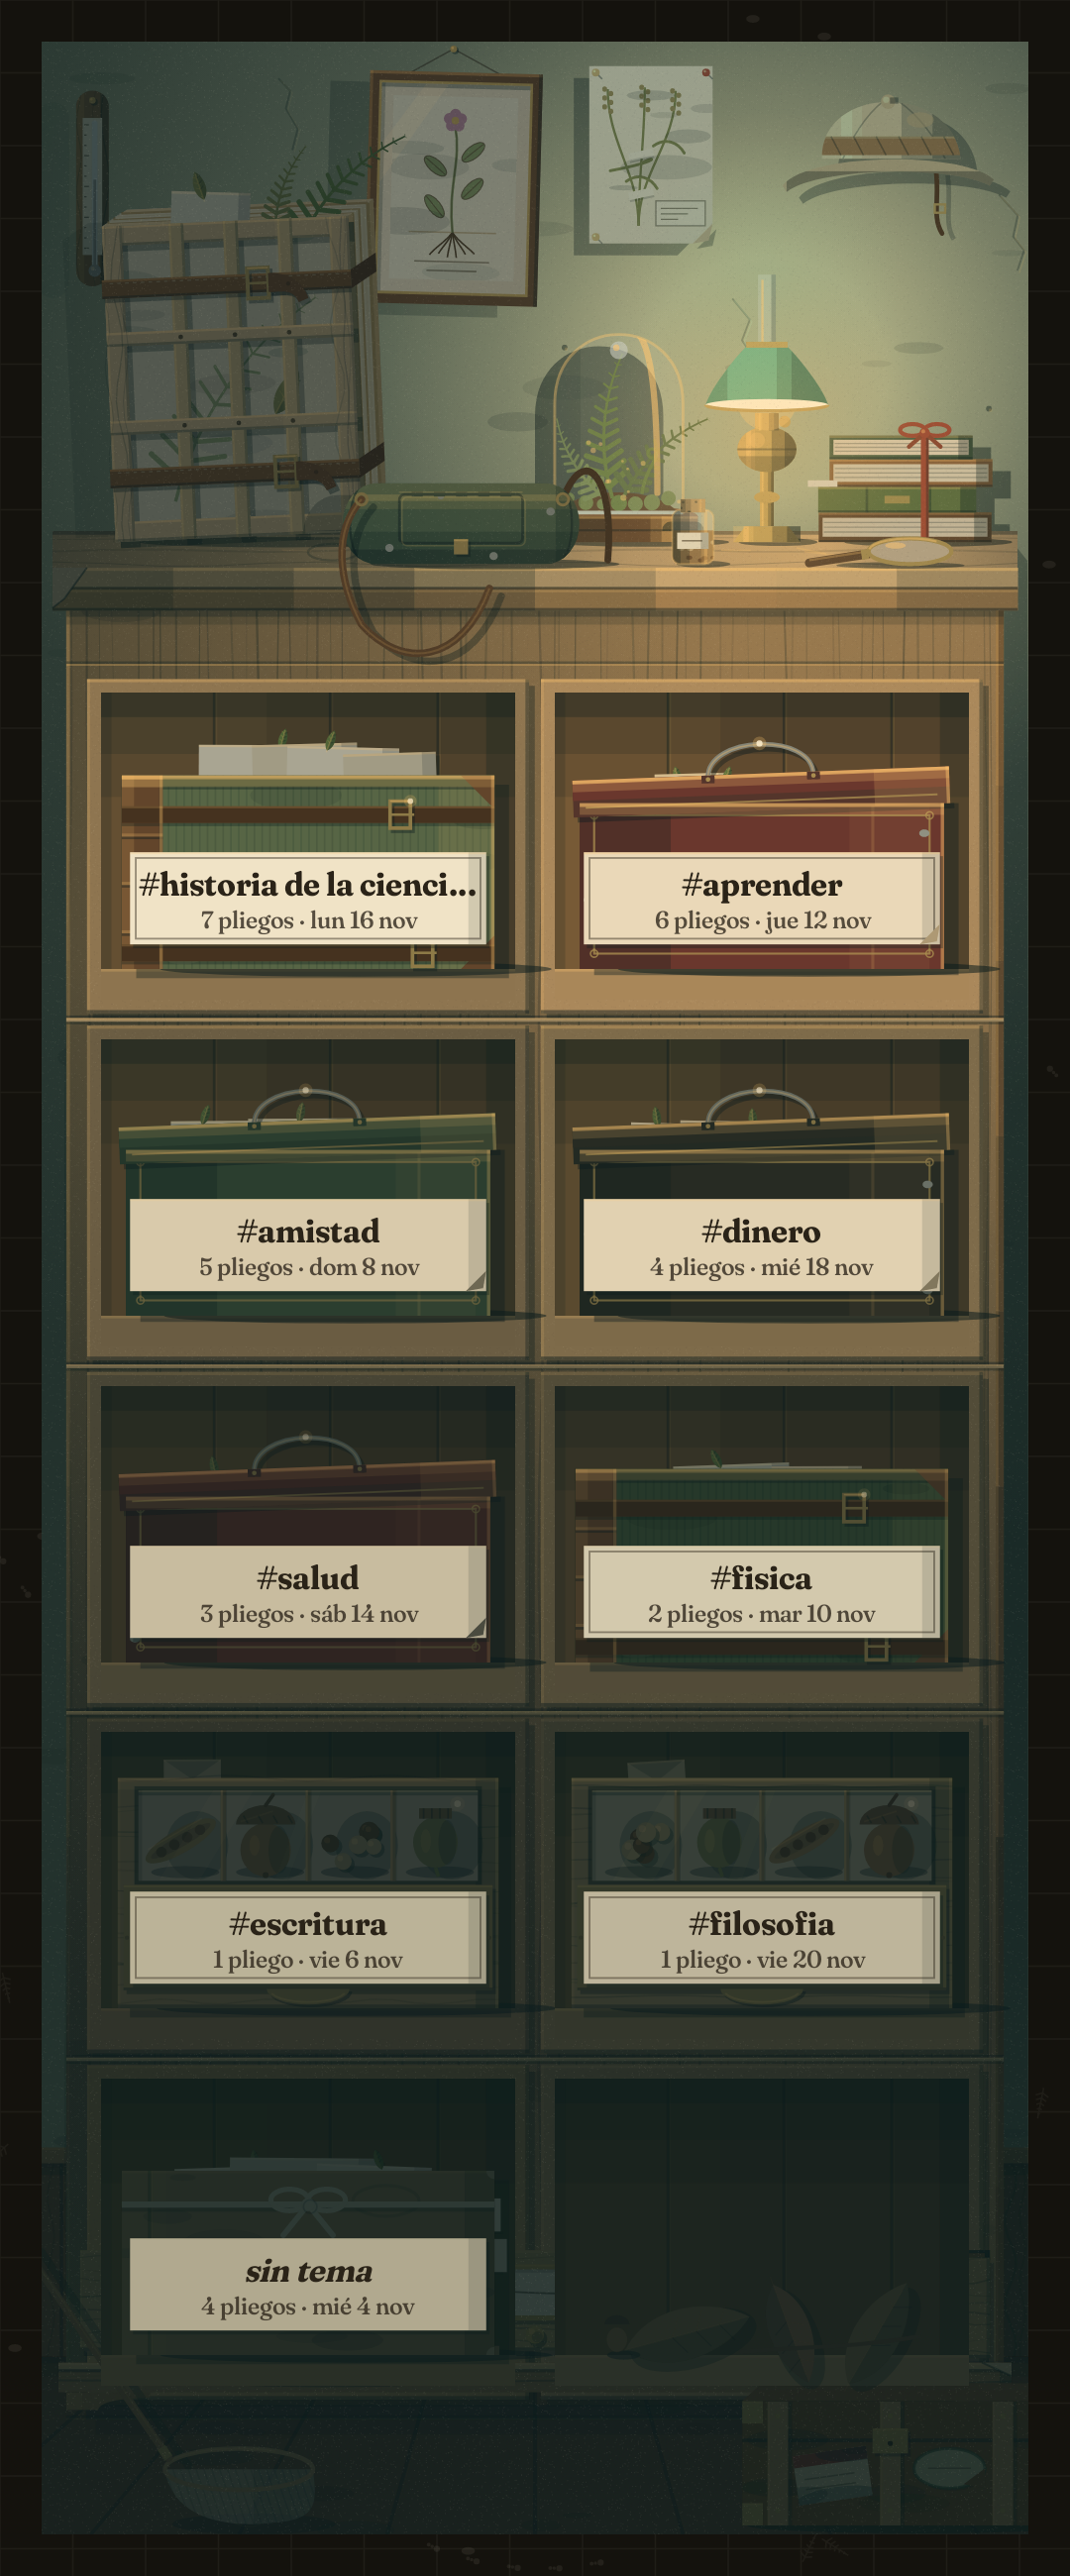 #historia de la cienci...
7 pliegos · lun 16 nov
#aprender
6 pliegos · jue 12 nov
#amistad
5 pliegos · dom 8 nov
#dinero
4 pliegos · mié 18 nov
#salud
3 pliegos · sáb 14 nov
#fisica
2 pliegos · mar 10 nov
#escritura
1 pliego · vie 6 nov
#filosofia
1 pliego · vie 20 nov
sin tema
4 pliegos · mié 4 nov